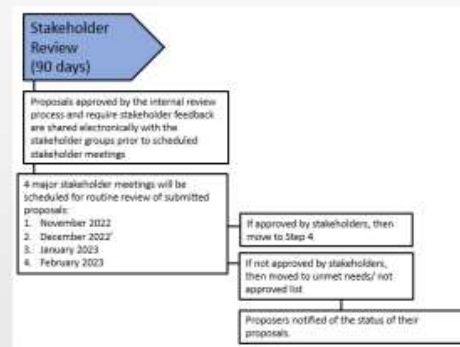 Stakeholder
Review
(90 days)
Proposals approved by the internal review
process and require stakeholder feedback
are shared electronically with the
stakeholder groups prior to scheduled
stakeholder meetings
4 major stakeholder meetings will be
scheduled for routine review of submitted
proposals:
1. November 2022
2. December 2022'
3. January 2023
4. February 2023
If approved by stakeholders, then
move to Step 4
If not approved by stakeholders,
then moved to unmet needs/ not
approved list
Proposers notified of the status of their
proposals.